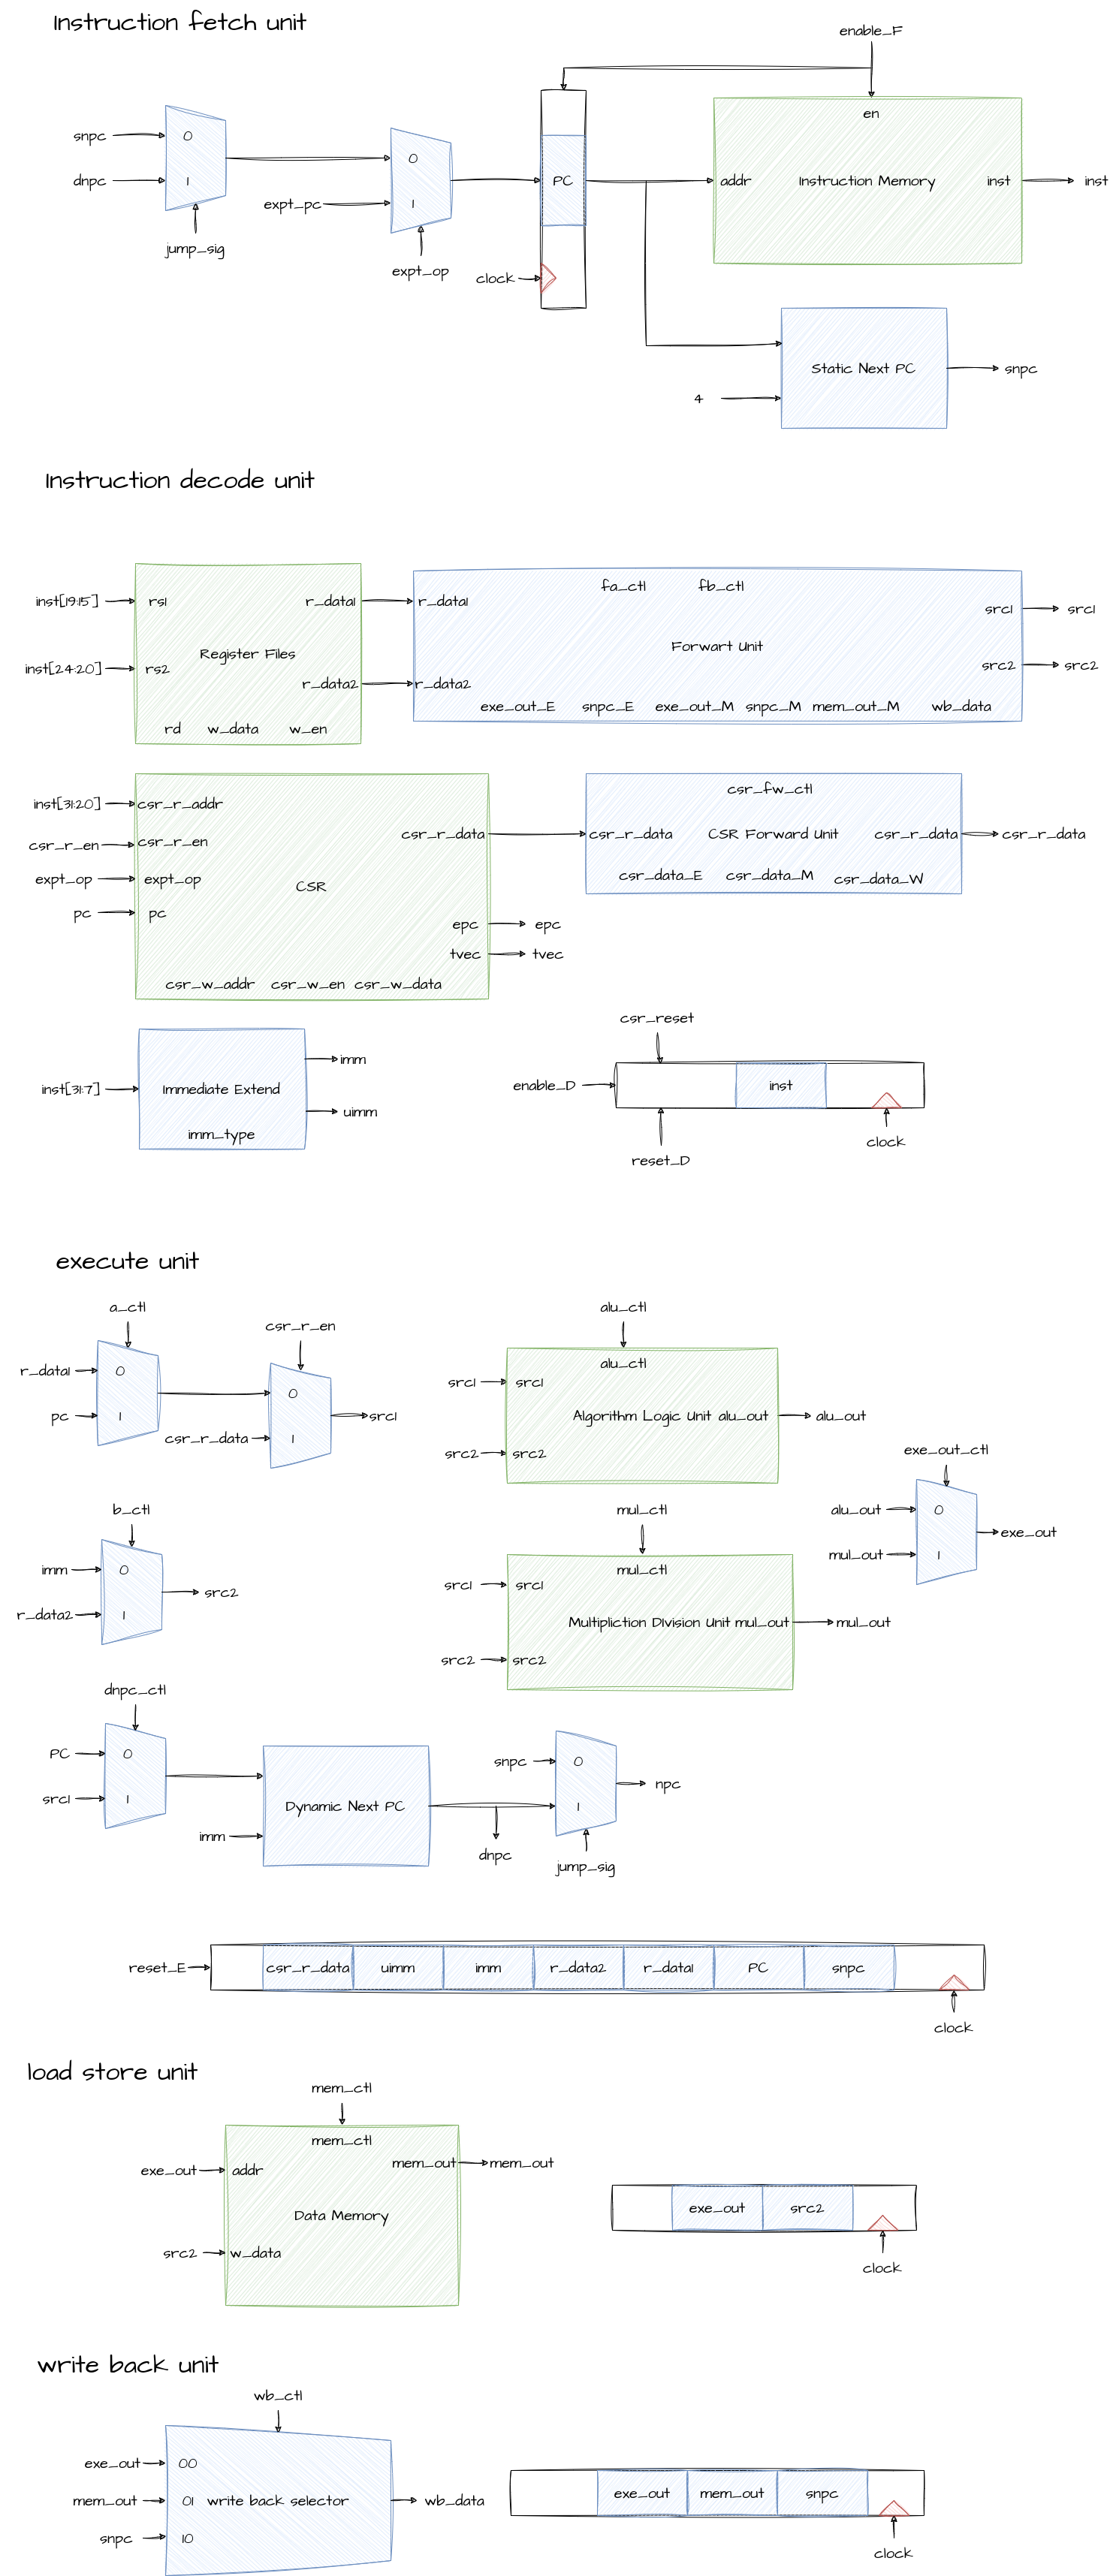 Instruction fetch unit
enable_F
en
snpc
0
dnpc
1
jump_sig
0
expt_pc
1
expt_op
PC
clock
addr
Instruction Memory
inst
inst
Static Next PC
snpc
4
Instruction decode unit
inst[19:15]
rs1
r_data1
inst[24:20]
rs2
Register Files
r_data2
rd
w_data
w_en
r_data1
fa_ctl
fb_ctl
src1
src1
Forwart Unit
r_data2
src2
src2
exe_out_E
snpc_E
exe_out_M
snpc_M
mem_out_M
wb_data
inst[31:20]
csr_r_addr
csr_r_en
csr_r_en
expt_op
expt_op
pc
pc
CSR
csr_r_data
epc
epc
tvec
tvec
csr_w_addr
csr_w_en
csr_w_data
csr_fw_ctl
csr_r_data
CSR Forward Unit
csr_r_data
csr_r_data
csr_data_E
csr_data_M
csr_data_W
inst[31:7]
Immediate Extend
imm
uimm
imm_type
csr_reset
enable_D
inst
reset_D
clock
execute unit
a_ctl
r_data1
0
pc
1
csr_r_en
0
csr_r_data
1
src1
alu_ctl
alu_ctl
src1
src1
Algorithm Logic Unit
alu_out
alu_out
src2
src2
exe_out_ctl
alu_out
0
mul_out
1
exe_out
b_ctl
imm
0
r_data2
1
src2
mul_ctl
mul_ctl
src1
src1
Multipliction DIvision Unit
mul_out
mul_out
src2
src2
dnpc_ctl
PC
0
src1
1
imm
Dynamic Next PC
dnpc
snpc
0
1
npc
jump_sig
reset_E
csr_r_data
uimm
imm
r_data2
r_data1
PC
snpc
clock
load store unit
mem_ctl
mem_ctl
exe_out
addr
mem_out
mem_out
Data Memory
src2
w_data
exe_out
src2
clock
write back unit
wb_ctl
exe_out
00
mem_out
01
write back selector
wb_data
snpc
10
exe_out
mem_out
snpc
clock